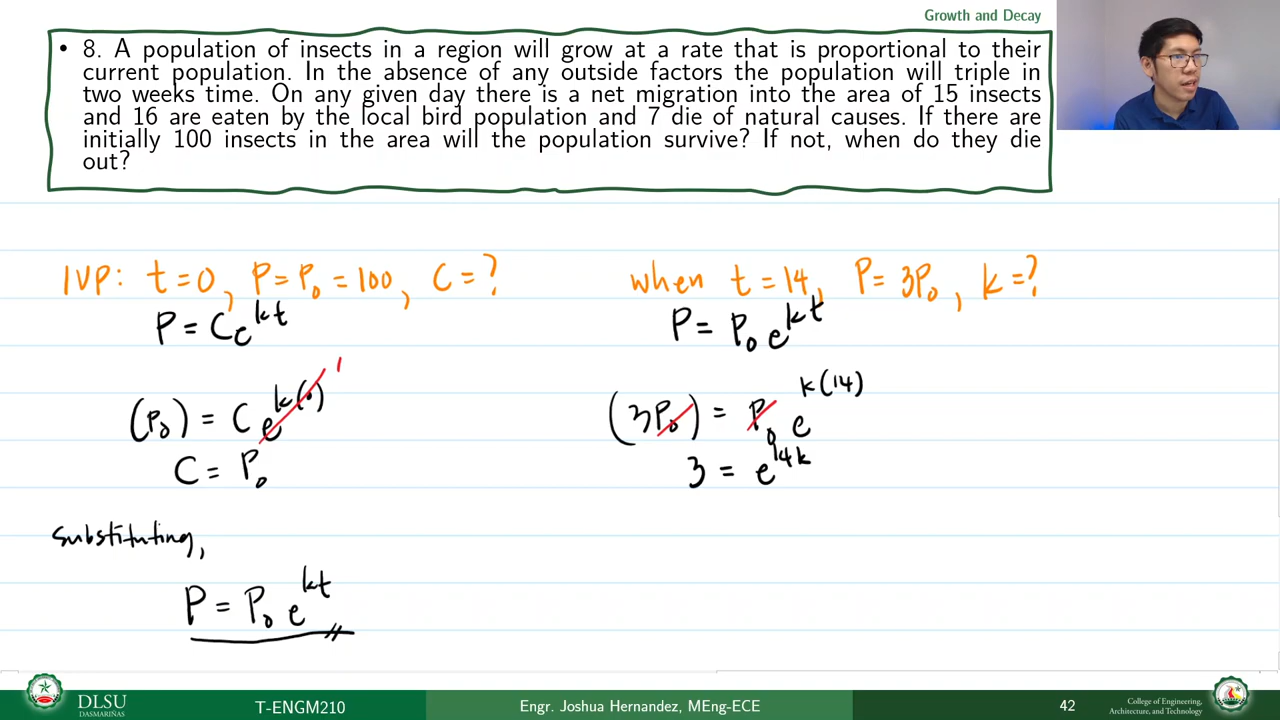 Growth and Decay
• 8. A population of insects in a region will grow at a rate that is proportional to their
current population. In the absence of any outside factors the population will triple in
two weeks time. On any given day there is a net migration into the area of 15 insects
and 16 are eaten by the local bird population and 7 die of natural causes. If there are
initially 100 insects in the area will the population survive? If not, when do they die
out?
IVP: t = 0, P = P₀ = 100, C = ?
P = Ce^{kt}
(P₀) = C e^{k(0)} 1
C = P₀
Substituting,
P = P₀ e^{kt}
when t = 14, P = 3P₀, k = ?
P = P₀ e^{kt}
(3P₀) = P₀ e^{k(14)}
3 = e^{14k}
DLSU
DASMARIÑAS
T-ENGM210
Engr. Joshua Hernandez, MEng-ECE
42
College of Engineering,
Architecture, and Technology